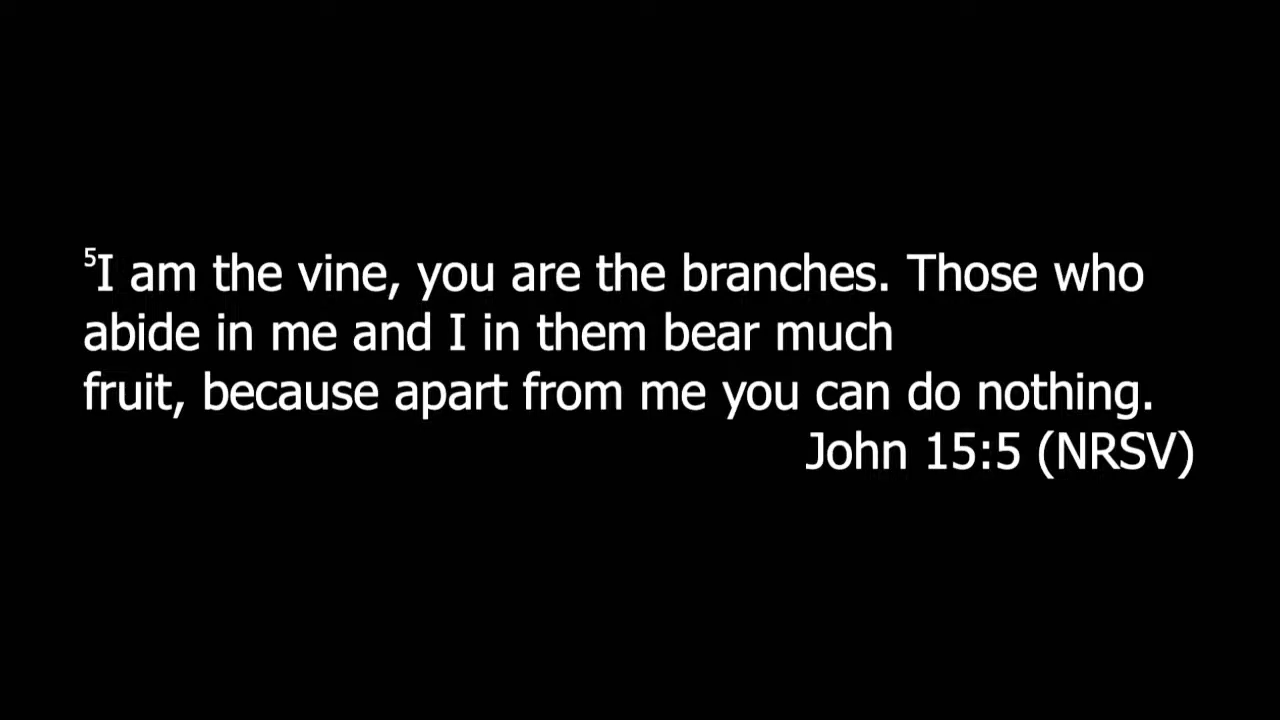 ⁵I am the vine, you are the branches. Those who
abide in me and I in them bear much
fruit, because apart from me you can do nothing.
John 15:5 (NRSV)